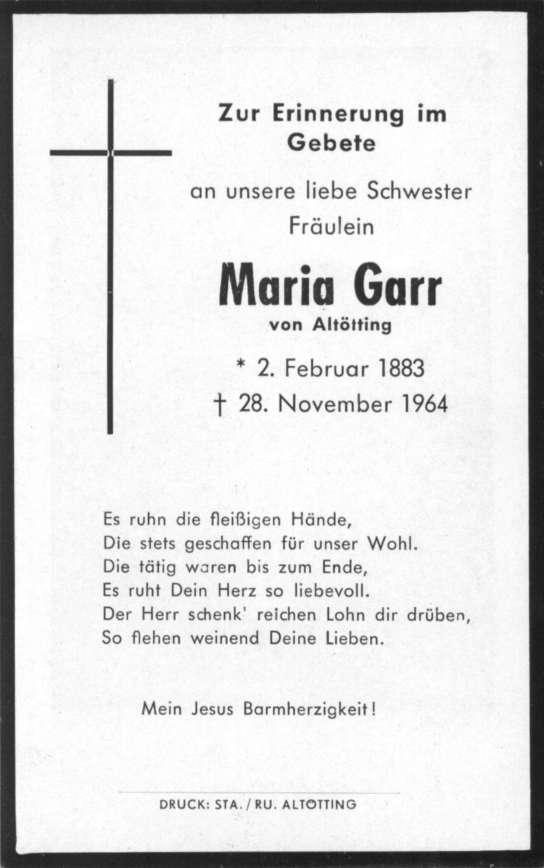 Zur Erinnerung im
Gebete
an unsere liebe Schwester
Fräulein
Maria Garr
von Altötting
* 2. Februar 1883
† 28. November 1964
Es ruhn die fleißigen Hände,
Die stets geschaffen für unser Wohl.
Die tätig waren bis zum Ende,
Es ruht Dein Herz so liebevoll.
Der Herr schenk' reichen Lohn dir drüben,
So flehen weinend Deine Lieben.
Mein Jesus Barmherzigkeit!
DRUCK: STA. / RU. ALTÖTTING